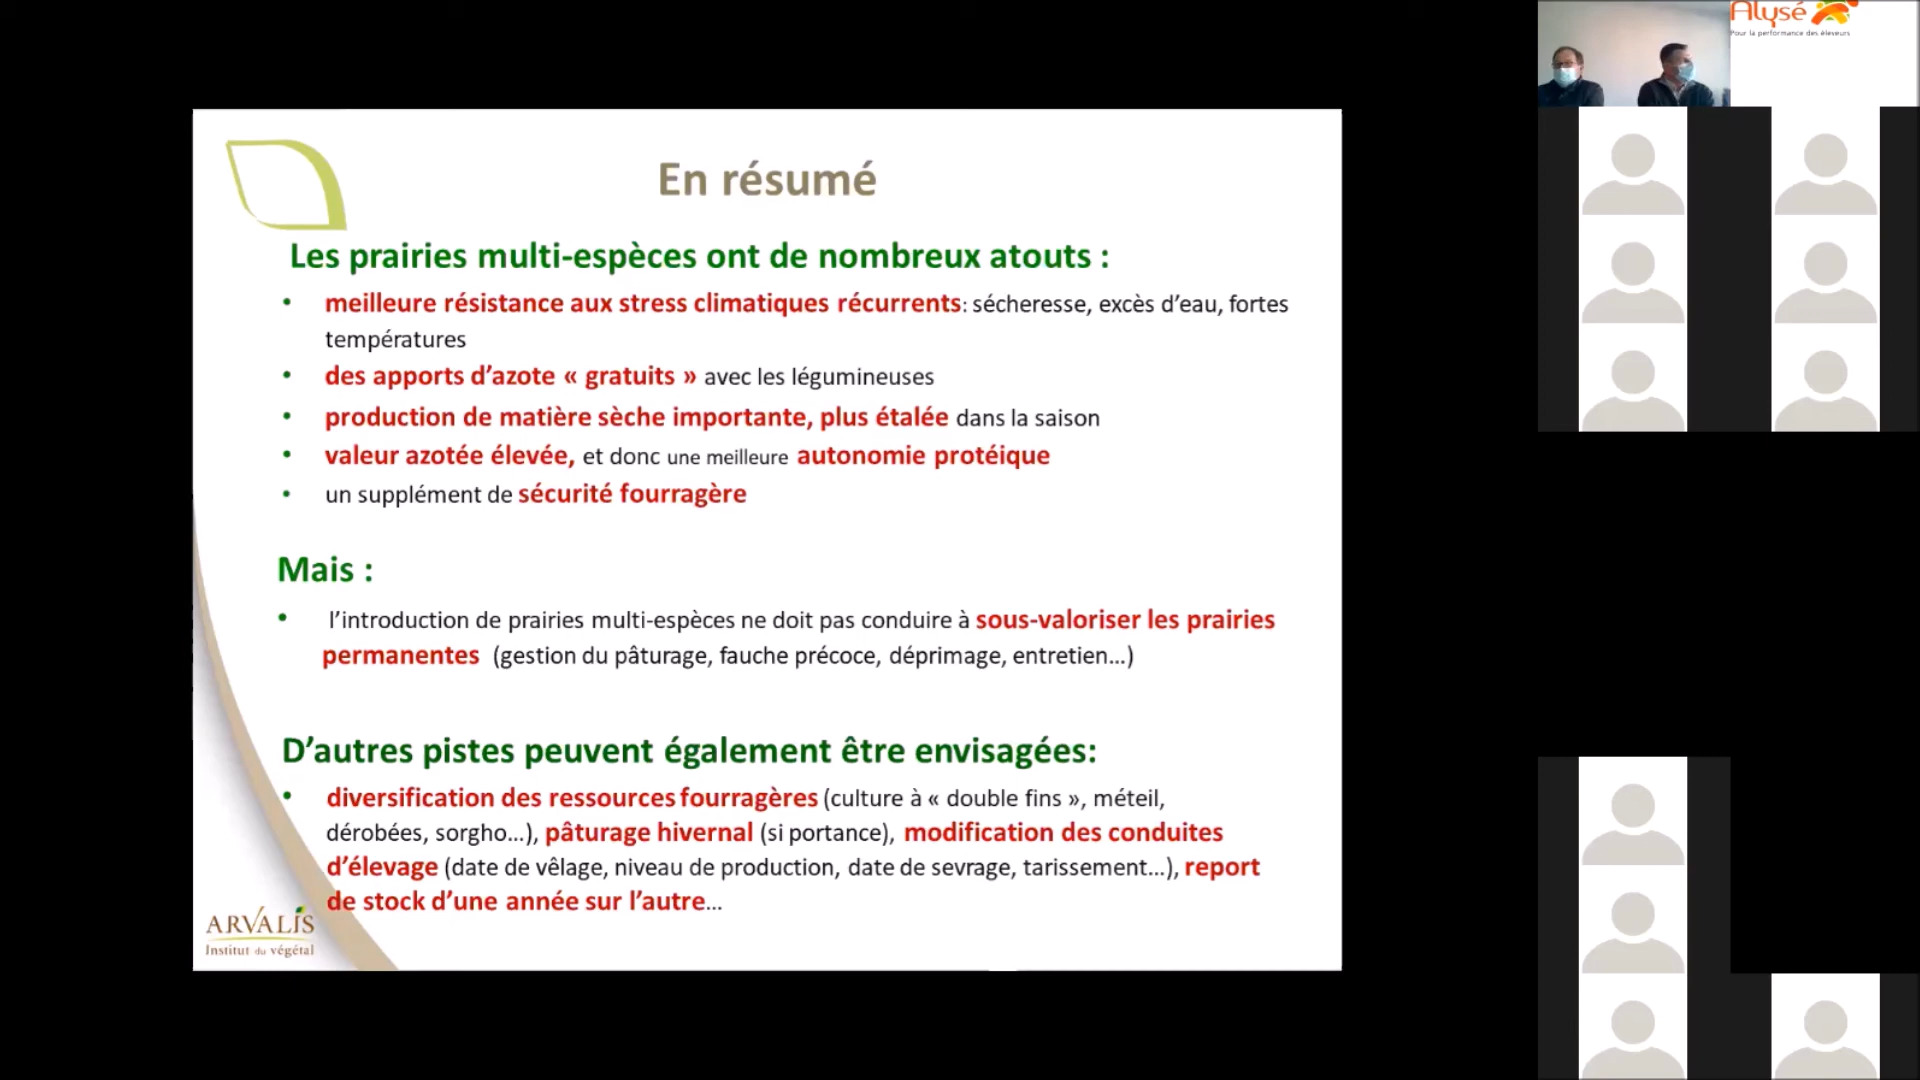 Alysé
Pour la performance des éleveurs
En résumé
Les prairies multi-espèces ont de nombreux atouts :
• meilleure résistance aux stress climatiques récurrents: sécheresse, excès d’eau, fortes
températures
• des apports d’azote « gratuits » avec les légumineuses
• production de matière sèche importante, plus étalée dans la saison
• valeur azotée élevée, et donc une meilleure autonomie protéique
• un supplément de sécurité fourragère
Mais :
• l’introduction de prairies multi-espèces ne doit pas conduire à sous-valoriser les prairies
permanentes (gestion du pâturage, fauche précoce, déprimage, entretien…)
D’autres pistes peuvent également être envisagées:
• diversification des ressources fourragères (culture à « double fins », méteil,
dérobées, sorgho…), pâturage hivernal (si portance), modification des conduites
d’élevage (date de vêlage, niveau de production, date de sevrage, tarissement…), report
de stock d’une année sur l’autre…
ARVALIS
Institut du végétal